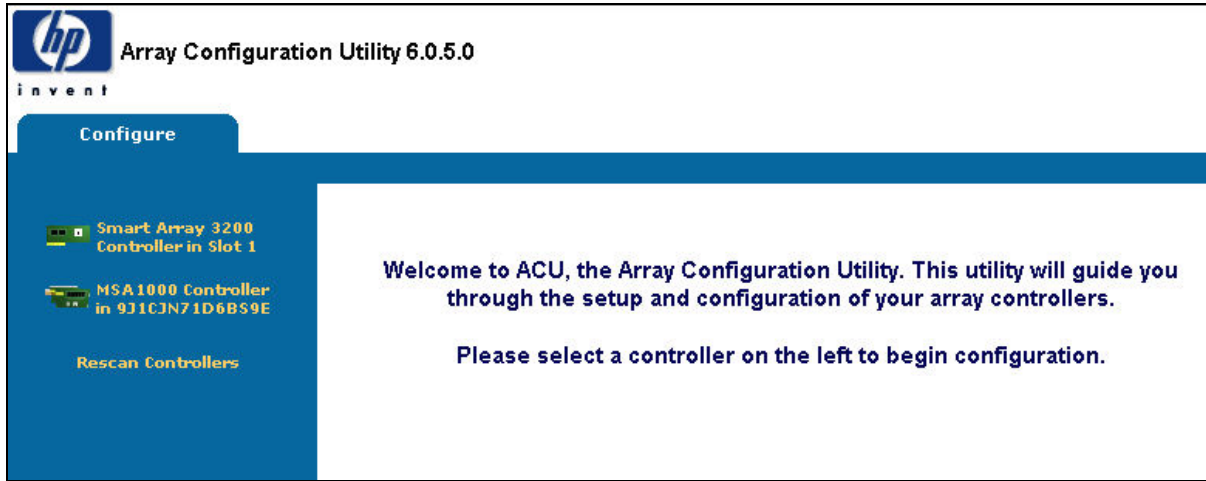 hp
invent
Array Configuration Utility 6.0.5.0
Configure
Smart Array 3200
Controller in Slot 1
MSA1000 Controller
in 9J1CJN71D6BS9E
Rescan Controllers
Welcome to ACU, the Array Configuration Utility. This utility will guide you
through the setup and configuration of your array controllers.
Please select a controller on the left to begin configuration.